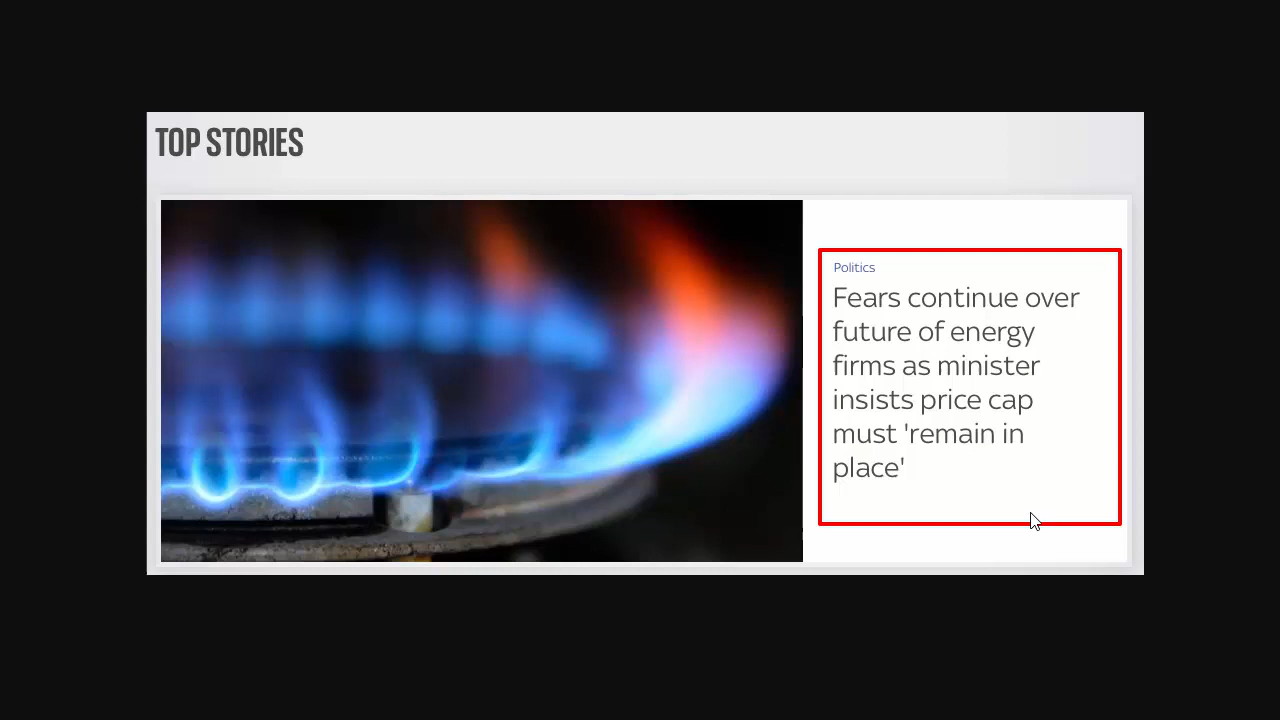 TOP STORIES
Politics
Fears continue over
future of energy
firms as minister
insists price cap
must 'remain in
place'